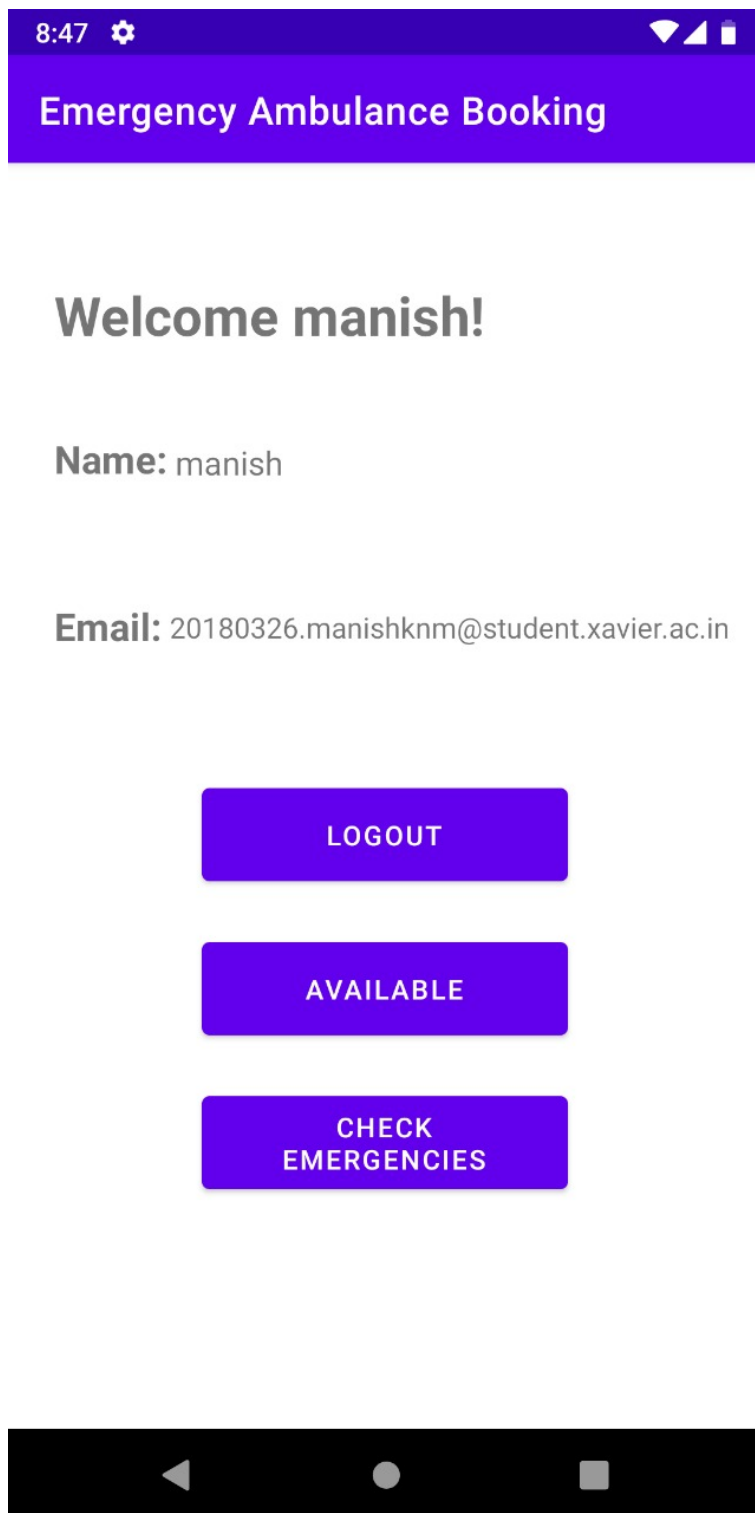 8:47
Emergency Ambulance Booking
Welcome manish!
Name: manish
Email: 20180326.manishknm@student.xavier.ac.in
LOGOUT
AVAILABLE
CHECK
EMERGENCIES